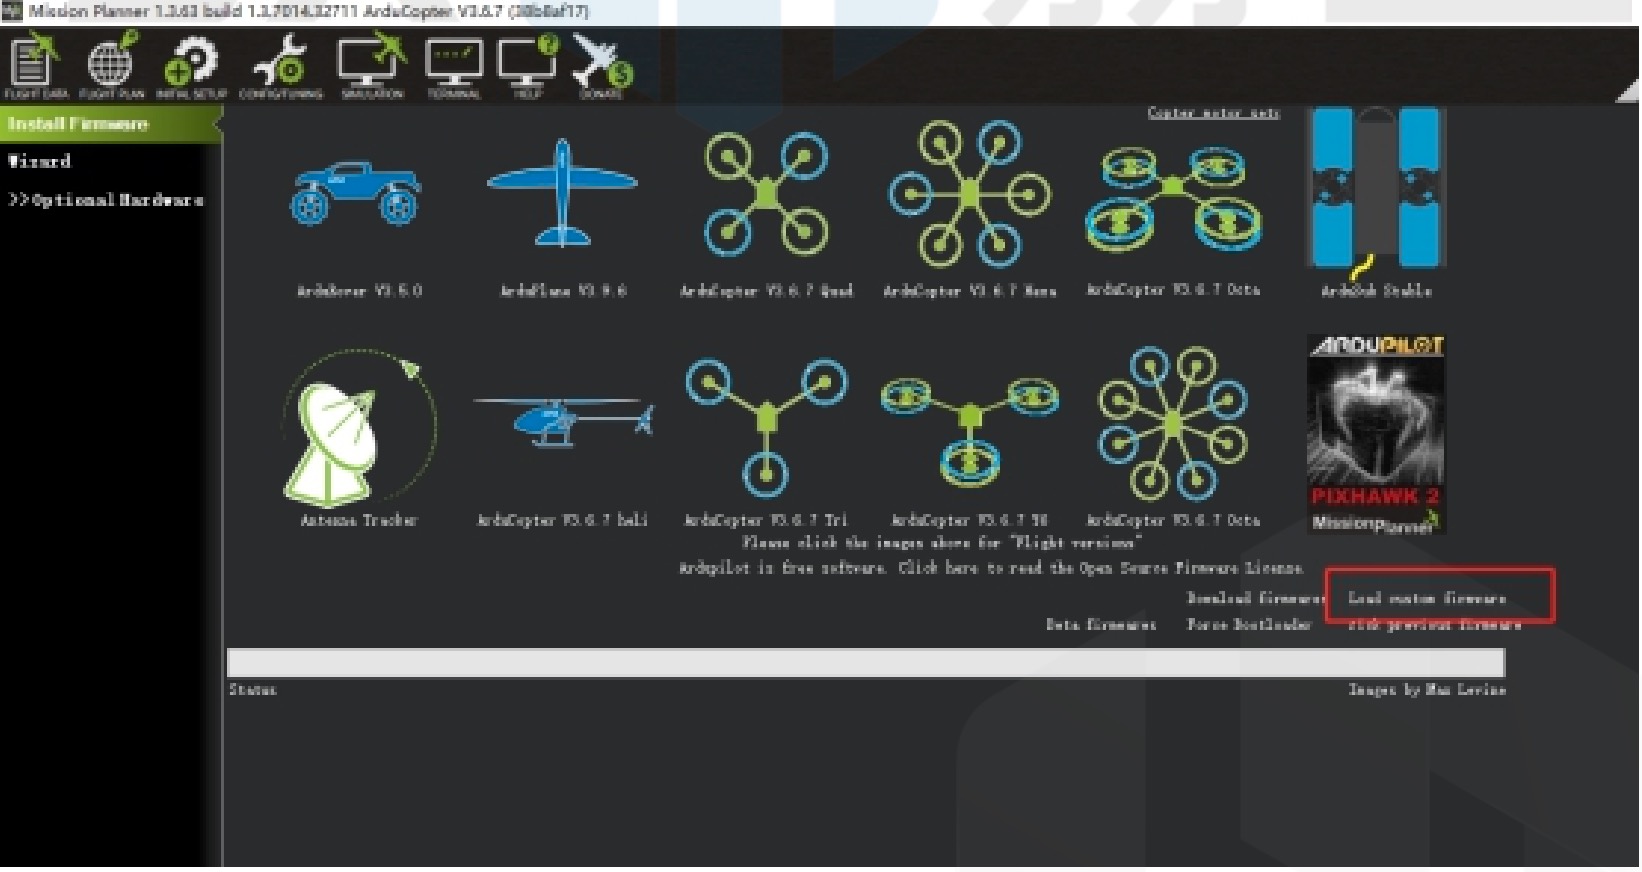 Mission Planner 1.3.63 build 1.3.7014.32711 ArduCopter V3.6.7 (38b8af17)
FLIGHT DATA FLIGHT PLAN INITIAL SETUP CONFIG/TUNING SIMULATION TERMINAL HELP DONATE
Install Firmware
Wizard
>>Optional Hardware
Copter motor
ArduRover V3.5.0 ArduPlane V3.9.6 ArduCopter V3.6.7 Quad ArduCopter V3.6.7 Hexa ArduCopter V3.6.7 Octa ArduSub Stable
ARDUPILOT
PIXHAWK 2
MissionPlanner
Antenna Tracker ArduCopter V3.6.7 heli ArduCopter V3.6.7 Tri ArduCopter V3.6.7 Y6 ArduCopter V3.6.7 Octa
Please click the images above for "Flight versions"
Ardupilot is free software. Click here to read the Open Source Firmware License.
Download firmwares Load custom firmware
Beta firmwares Force Bootloader previous firmware
Status
Images by Max Levine